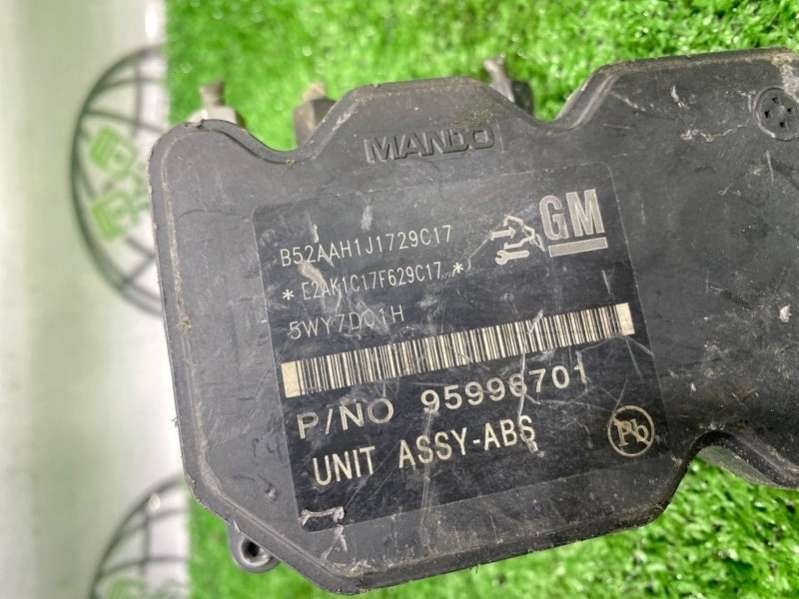 MANDO
GM
B52AAH1J1729C17
*E2AK1C17F629C17...*
5WY7D01H
P/NO 95996701
UNIT ASSY-ABS
Pb